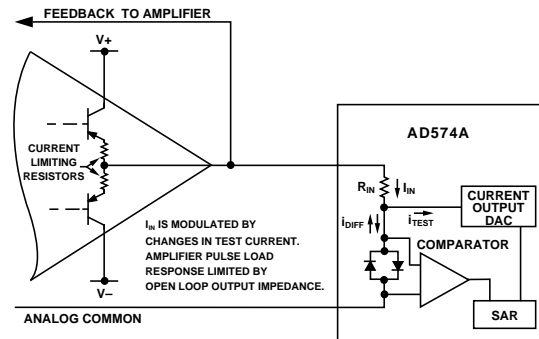 FEEDBACK TO AMPLIFIER
V+
CURRENT
LIMITING
RESISTORS
V–
I_IN IS MODULATED BY
CHANGES IN TEST CURRENT.
AMPLIFIER PULSE LOAD
RESPONSE LIMITED BY
OPEN LOOP OUTPUT IMPEDANCE.
ANALOG COMMON
AD574A
R_IN
I_IN
CURRENT
OUTPUT
DAC
i_DIFF
i_TEST
COMPARATOR
SAR